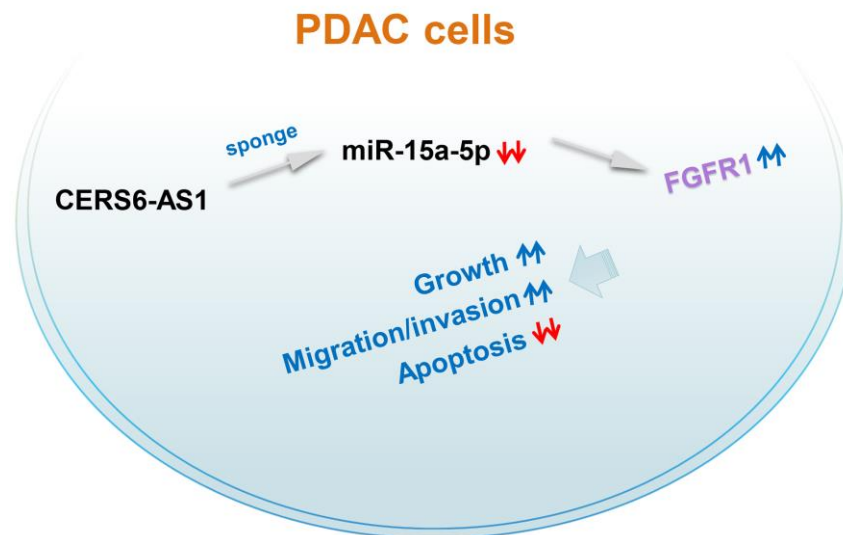 PDAC cells
sponge
miR-15a-5p
FGFR1
CERS6-AS1
Growth
Migration/invasion
Apoptosis